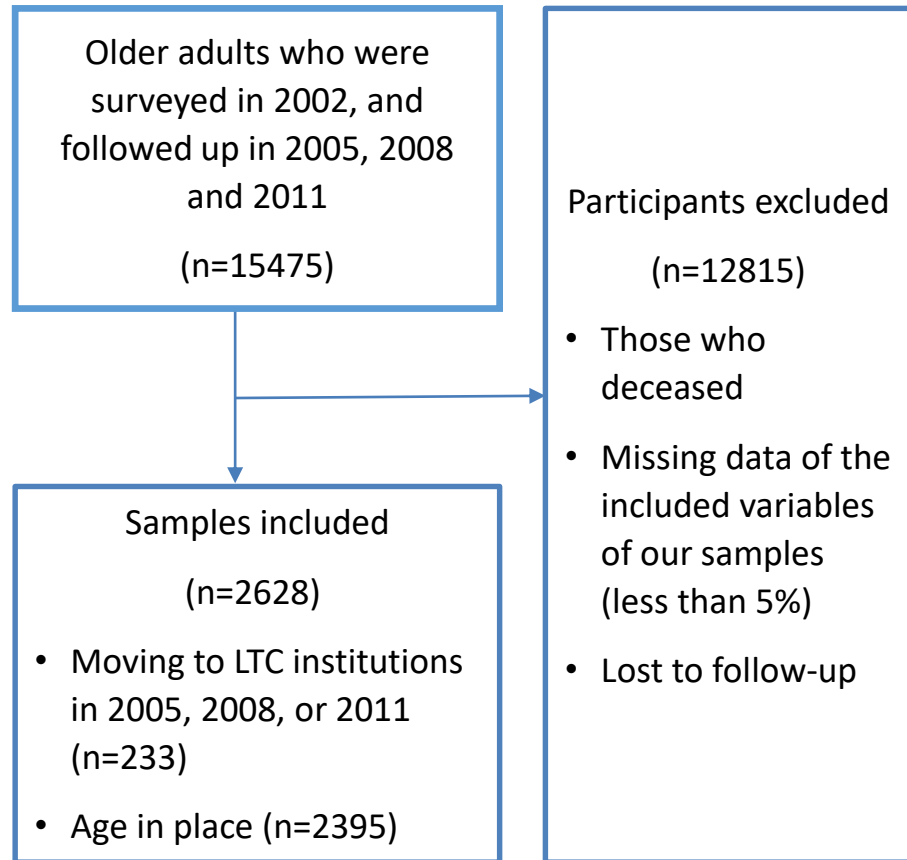 Older adults who were
surveyed in 2002, and
followed up in 2005, 2008
and 2011
(n=15475)
Participants excluded
(n=12815)
• Those who
deceased
• Missing data of the
included variables
of our samples
(less than 5%)
• Lost to follow-up
Samples included
(n=2628)
• Moving to LTC institutions
in 2005, 2008, or 2011
(n=233)
• Age in place (n=2395)